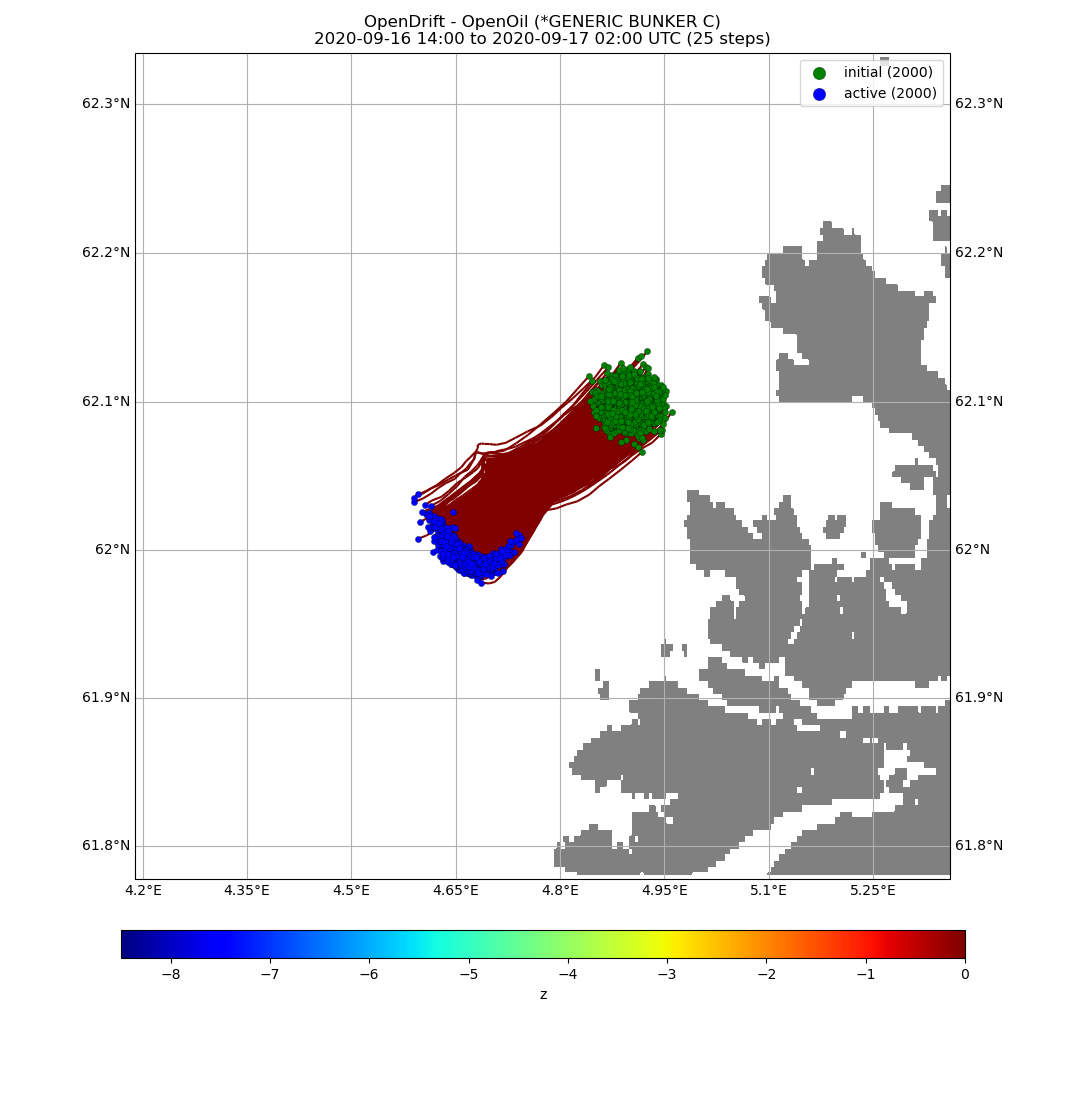 OpenDrift - OpenOil (*GENERIC BUNKER C)
2020-09-16 14:00 to 2020-09-17 02:00 UTC (25 steps)
initial (2000)
active (2000)
62.3°N 62.3°N
62.2°N 62.2°N
62.1°N 62.1°N
62°N 62°N
61.9°N 61.9°N
61.8°N 61.8°N
4.2°E 4.35°E 4.5°E 4.65°E 4.8°E 4.95°E 5.1°E 5.25°E
−8 −7 −6 −5 −4 −3 −2 −1 0
z